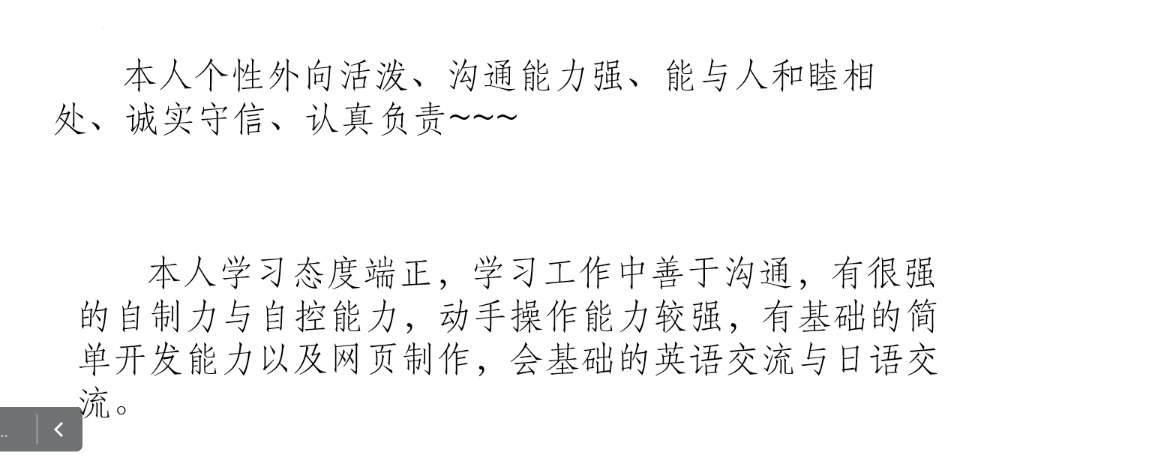 本人个性外向活泼、沟通能力强、能与人和睦相
处、诚实守信、认真负责~~~
本人学习态度端正，学习工作中善于沟通，有很强
的自制力与自控能力，动手操作能力较强，有基础的简
单开发能力以及网页制作，会基础的英语交流与日语交
流。